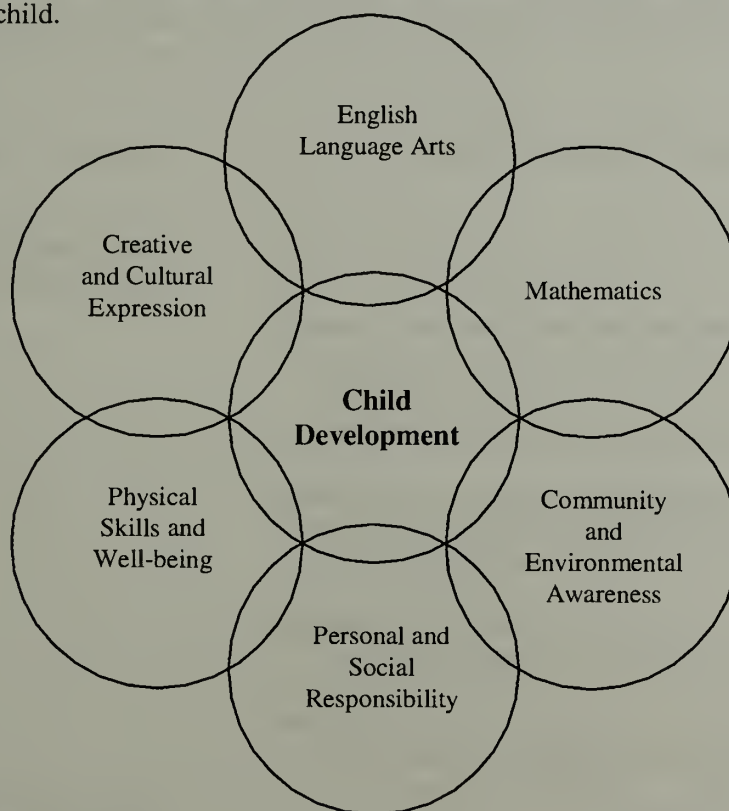 child.
English
Language Arts
Creative
and Cultural
Expression
Mathematics
Child
Development
Physical
Skills and
Well-being
Community
and
Environmental
Awareness
Personal and
Social
Responsibility